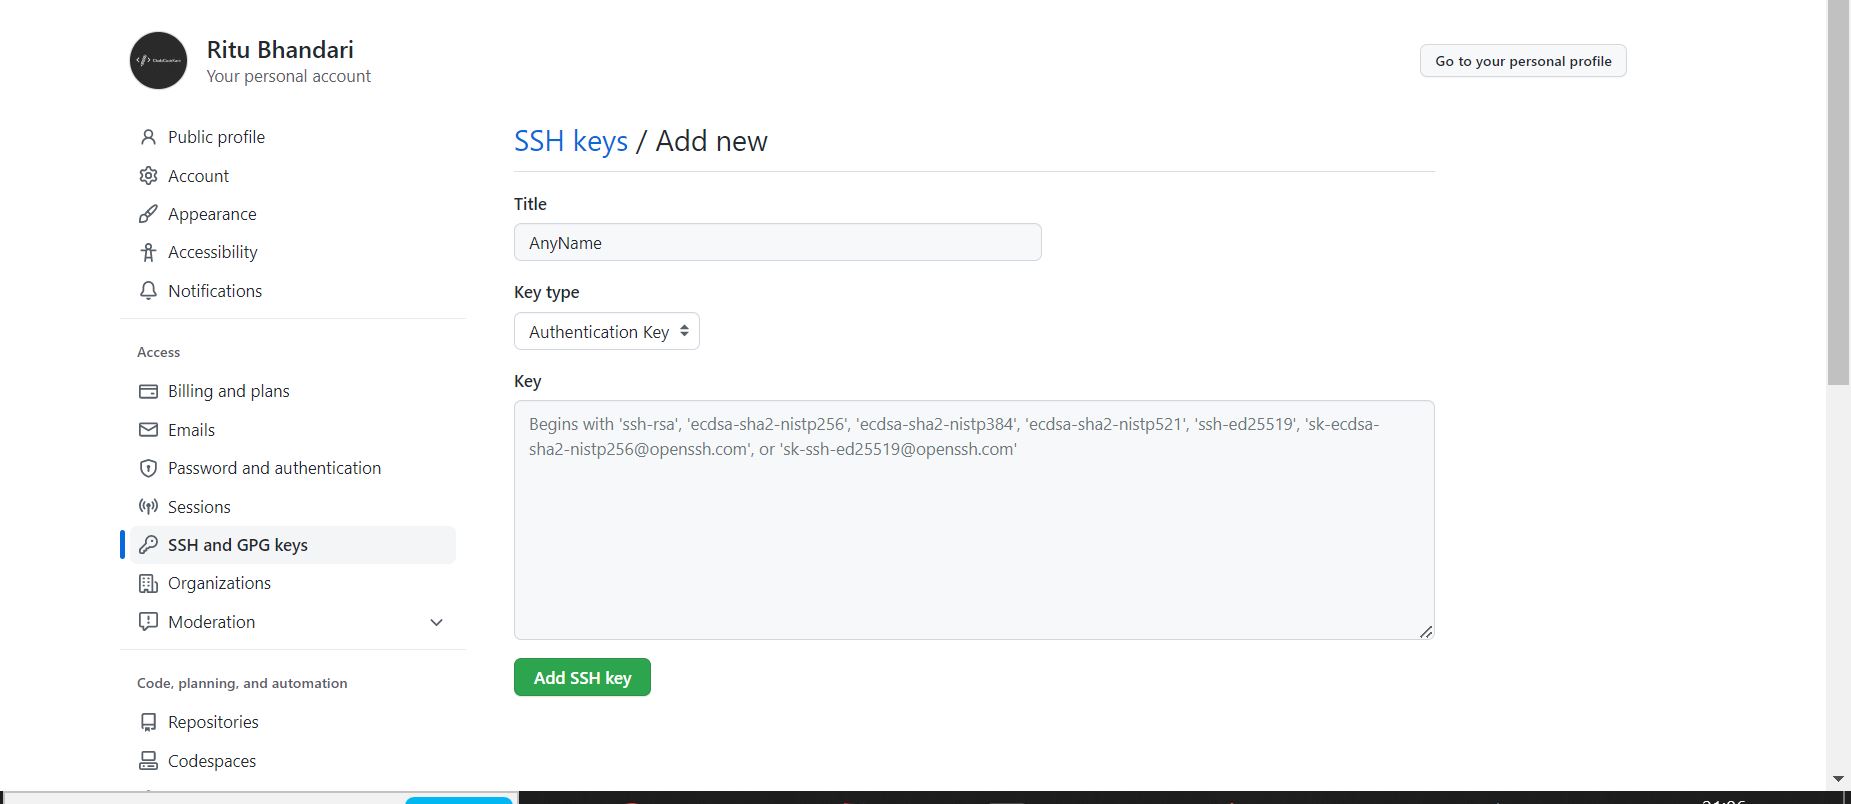 Ritu Bhandari
Your personal account
Go to your personal profile
Public profile
Account
Appearance
Accessibility
Notifications
Access
Billing and plans
Emails
Password and authentication
Sessions
SSH and GPG keys
Organizations
Moderation
Code, planning, and automation
Repositories
Codespaces
SSH keys / Add new
Title
AnyName
Key type
Authentication Key
Key
Begins with 'ssh-rsa', 'ecdsa-sha2-nistp256', 'ecdsa-sha2-nistp384', 'ecdsa-sha2-nistp521', 'ssh-ed25519', 'sk-ecdsa-
sha2-nistp256@openssh.com', or 'sk-ssh-ed25519@openssh.com'
Add SSH key